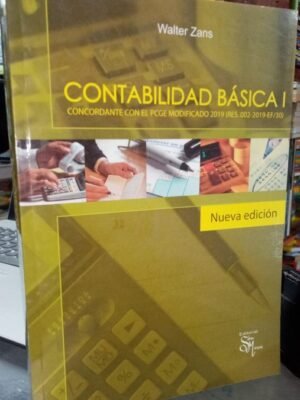 Walter Zans
CONTABILIDAD BÁSICA I
CONCORDANTE CON EL PCGE MODIFICADO 2019 (RES. 002-2019-EF/30)
Nueva edición